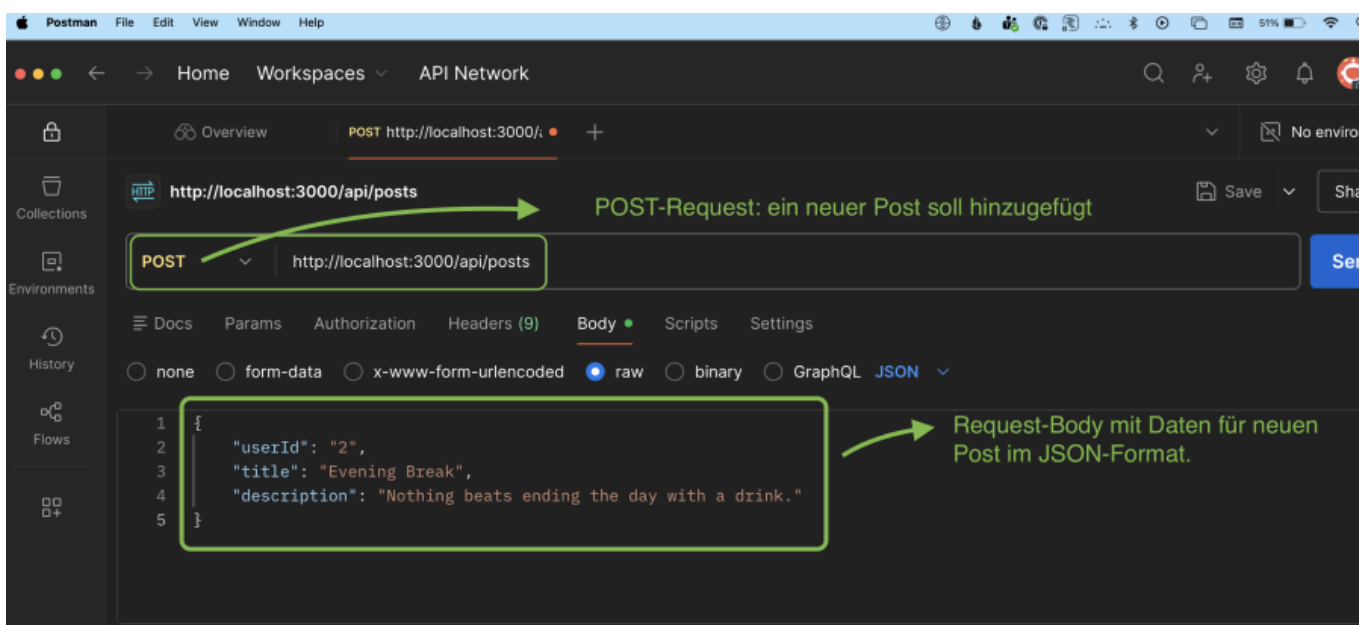 Postman File Edit View Window Help 51%
Home Workspaces API Network
Overview POST http://localhost:3000/ No enviro
HTTP http://localhost:3000/api/posts Save Sha
POST-Request: ein neuer Post soll hinzugefügt
POST http://localhost:3000/api/posts Ser
Collections
Environments
History
Flows
Docs Params Authorization Headers (9) Body Scripts Settings
none form-data x-www-form-urlencoded raw binary GraphQL JSON
1 {
2 "userId": "2",
3 "title": "Evening Break",
4 "description": "Nothing beats ending the day with a drink."
5 }
Request-Body mit Daten für neuen
Post im JSON-Format.